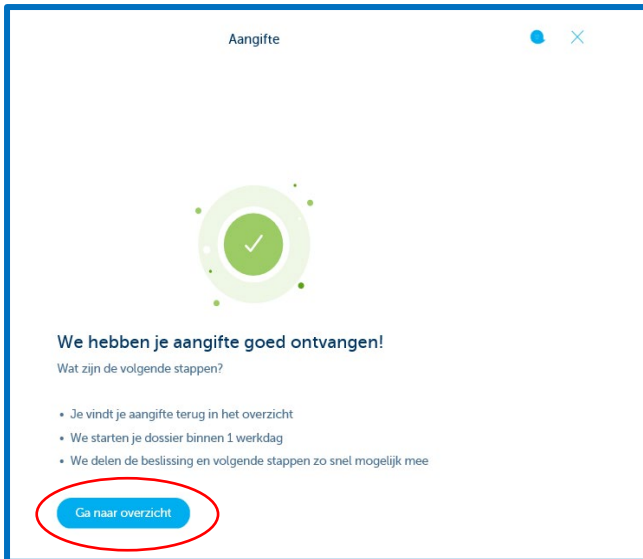 Aangifte
We hebben je aangifte goed ontvangen!
Wat zijn de volgende stappen?
• Je vindt je aangifte terug in het overzicht
• We starten je dossier binnen 1 werkdag
• We delen de beslissing en volgende stappen zo snel mogelijk mee
Ga naar overzicht